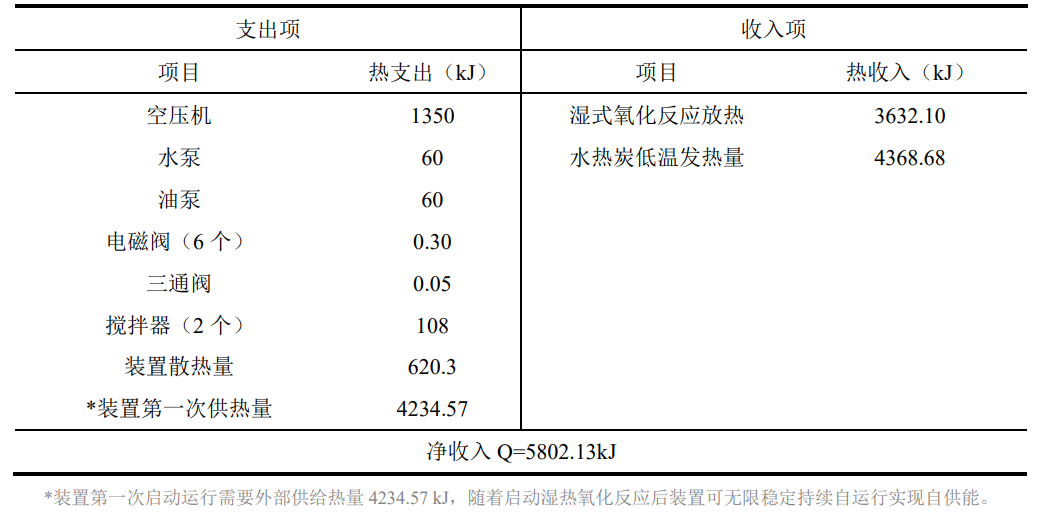 支出项 收入项
项目 热支出（kJ） 项目 热收入（kJ）
空压机 1350 湿式氧化反应放热 3632.10
水泵 60 水热炭低温发热量 4368.68
油泵 60
电磁阀（6 个） 0.30
三通阀 0.05
搅拌器（2 个） 108
装置散热量 620.3
*装置第一次供热量 4234.57
净收入 Q=5802.13kJ
*装置第一次启动运行需要外部供给热量 4234.57 kJ，随着启动湿热氧化反应后装置可无限稳定持续自运行实现自供能。